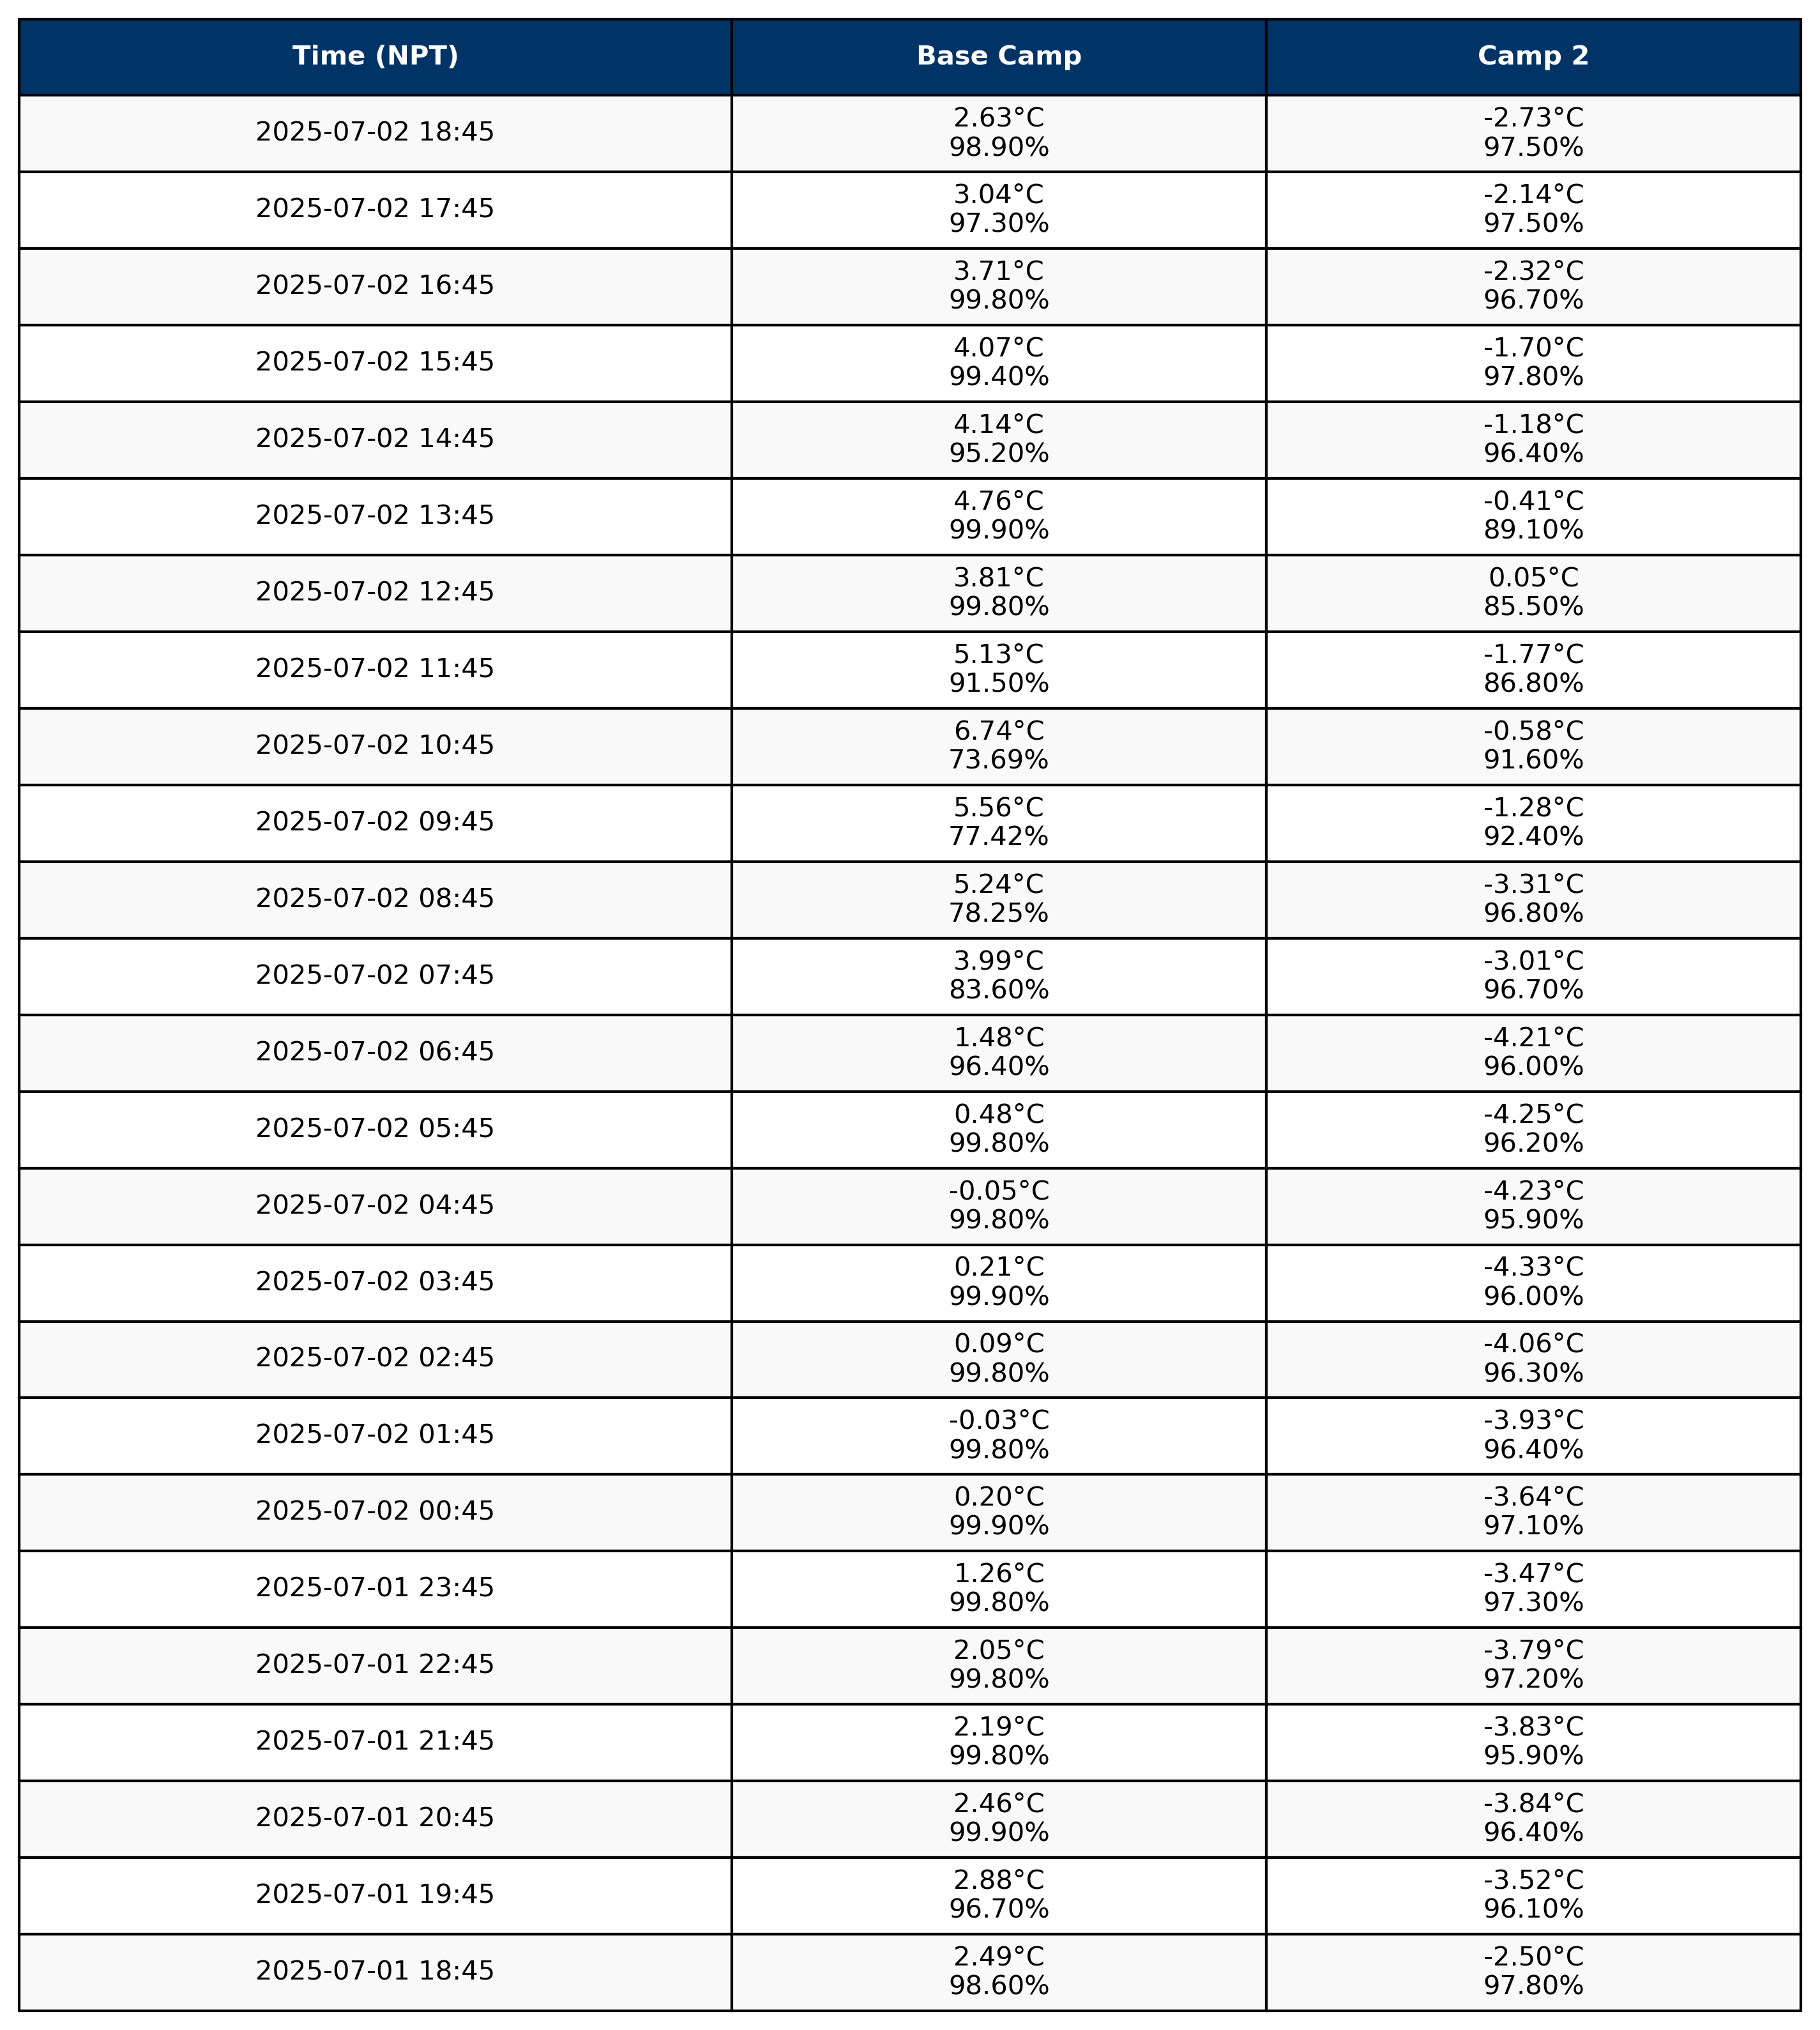 Time (NPT) Base Camp Camp 2
2.63°C -2.73°C
2025-07-02 18:45
98.90% 97.50%
3.04°C -2.14°C
2025-07-02 17:45
97.30% 97.50%
3.71°C -2.32°C
2025-07-02 16:45
99.80% 96.70%
4.07°C -1.70°C
2025-07-02 15:45
99.40% 97.80%
4.14°C -1.18°C
2025-07-02 14:45
95.20% 96.40%
4.76°C -0.41°C
2025-07-02 13:45
99.90% 89.10%
3.81°C 0.05°C
2025-07-02 12:45
99.80% 85.50%
5.13°C -1.77°C
2025-07-02 11:45
91.50% 86.80%
6.74°C -0.58°C
2025-07-02 10:45
73.69% 91.60%
5.56°C -1.28°C
2025-07-02 09:45
77.42% 92.40%
5.24°C -3.31°C
2025-07-02 08:45
78.25% 96.80%
3.99°C -3.01°C
2025-07-02 07:45
83.60% 96.70%
1.48°C -4.21°C
2025-07-02 06:45
96.40% 96.00%
0.48°C -4.25°C
2025-07-02 05:45
99.80% 96.20%
-0.05°C -4.23°C
2025-07-02 04:45
99.80% 95.90%
0.21°C -4.33°C
2025-07-02 03:45
99.90% 96.00%
0.09°C -4.06°C
2025-07-02 02:45
99.80% 96.30%
-0.03°C -3.93°C
2025-07-02 01:45
99.80% 96.40%
0.20°C -3.64°C
2025-07-02 00:45
99.90% 97.10%
1.26°C -3.47°C
2025-07-01 23:45
99.80% 97.30%
2.05°C -3.79°C
2025-07-01 22:45
99.80% 97.20%
2.19°C -3.83°C
2025-07-01 21:45
99.80% 95.90%
2.46°C -3.84°C
2025-07-01 20:45
99.90% 96.40%
2.88°C -3.52°C
2025-07-01 19:45
96.70% 96.10%
2.49°C -2.50°C
2025-07-01 18:45
98.60% 97.80%